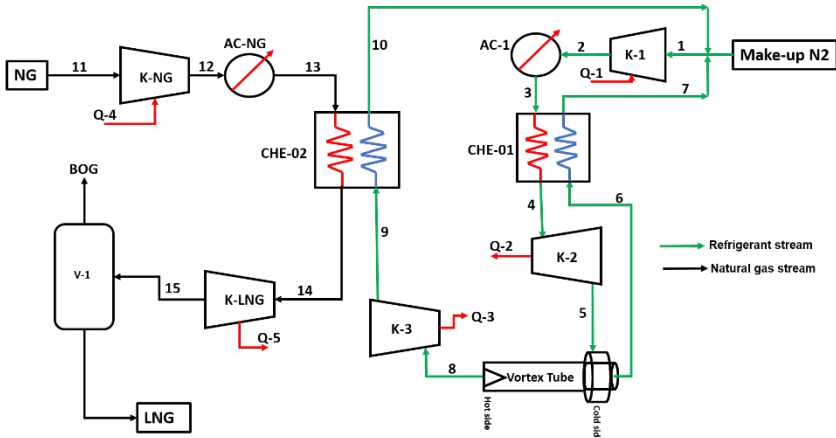 10
AC-NG
AC-1
2
K-1
1
Make-up N2
NG
11
K-NG
12
13
Q-1
7
3
Q-4
CHE-02
CHE-01
BOG
4
6
9
Q-2
K-2
Refrigerant stream
V-1
15
K-LNG
14
Natural gas stream
K-3
Q-3
5
Q-5
8
Vortex Tube
LNG
Hot side
Cold sid